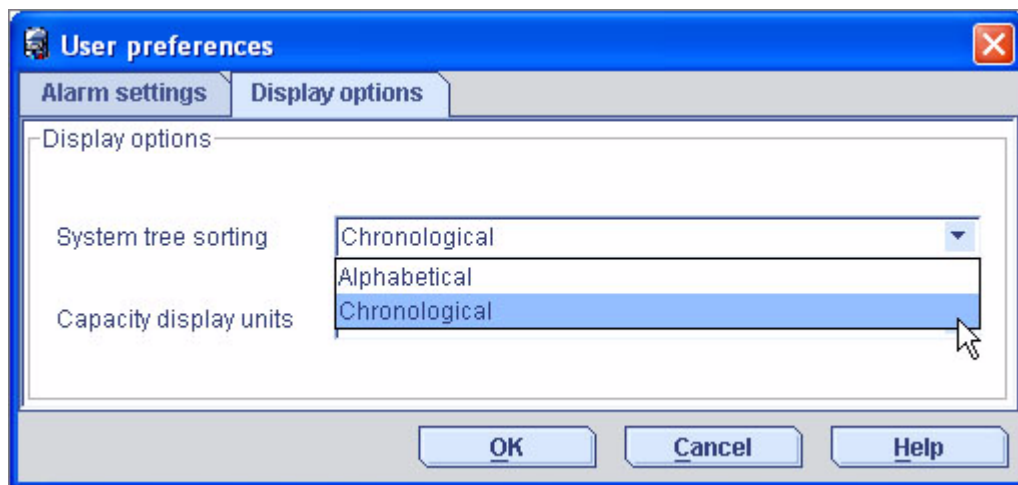 User preferences
Alarm settings
Display options
Display options
System tree sorting
Chronological
Alphabetical
Chronological
Capacity display units
OK
Cancel
Help